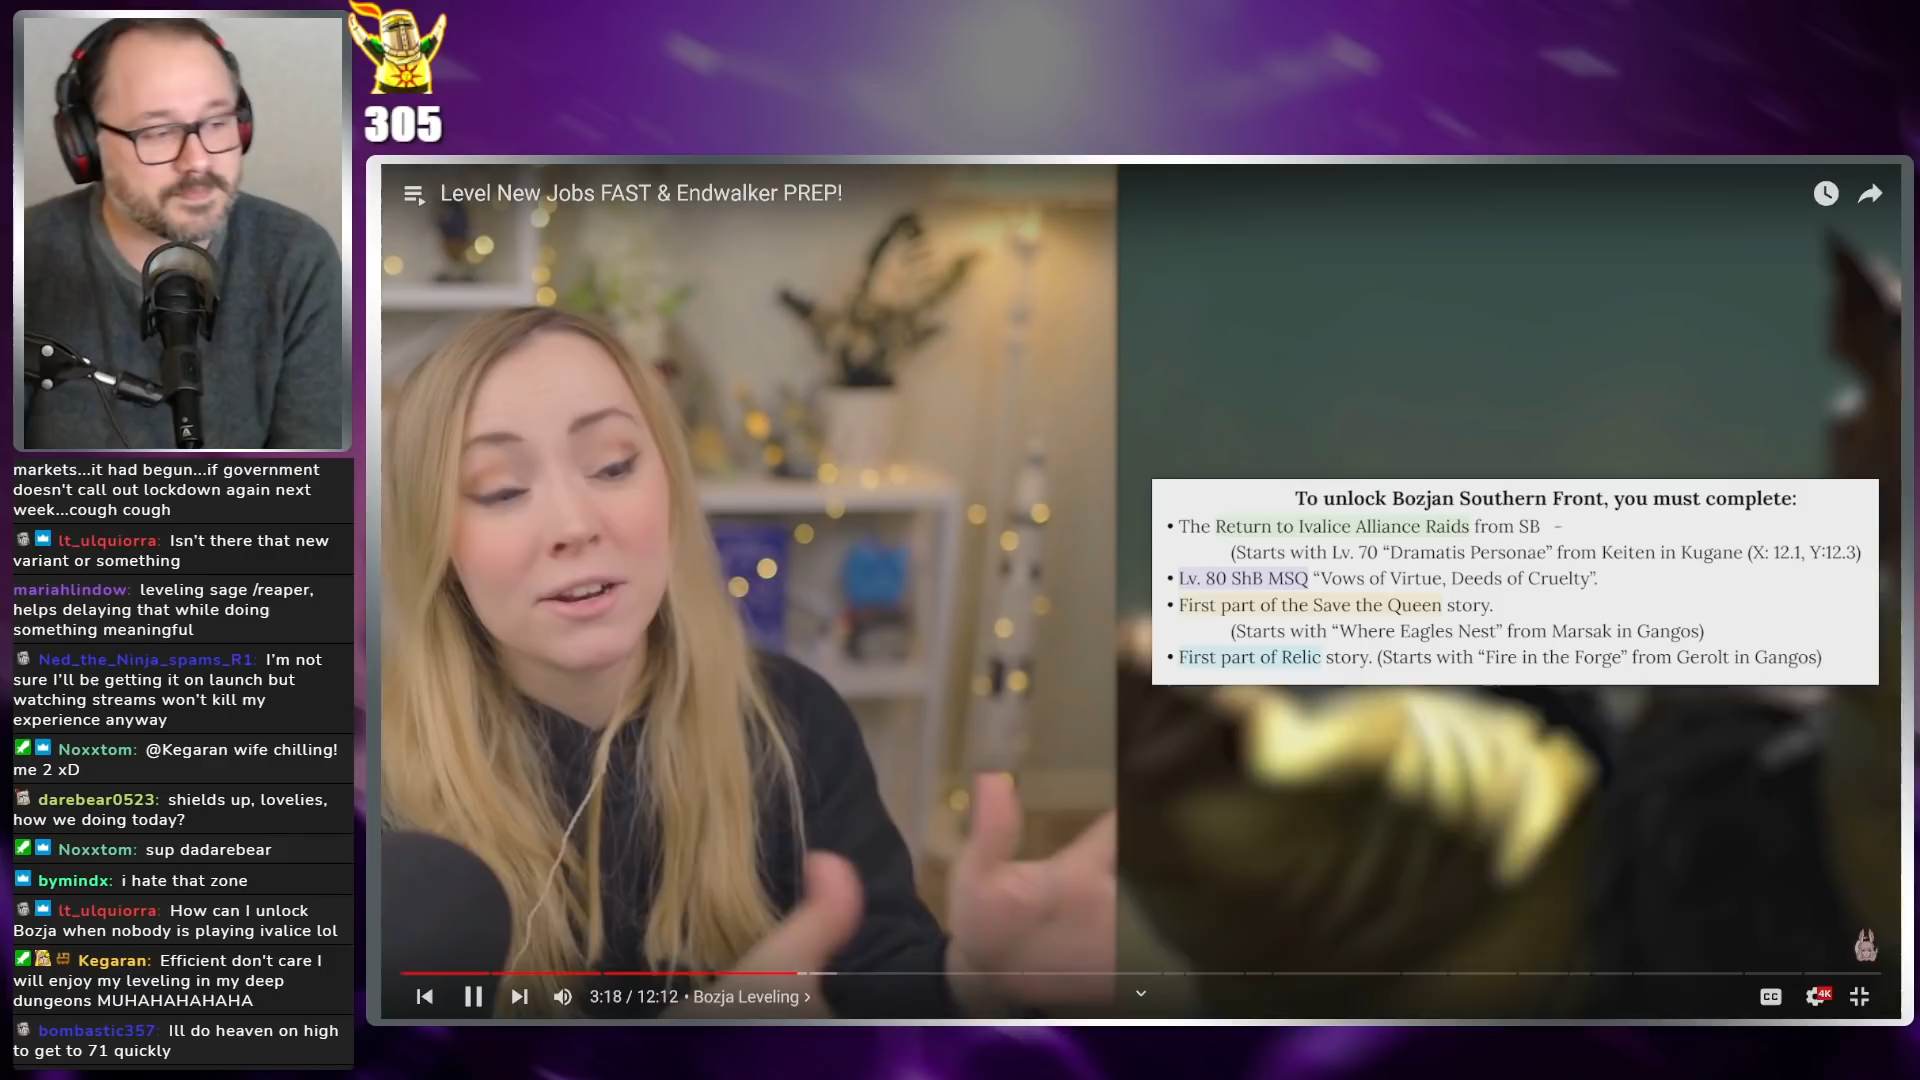 305
Level New Jobs FAST & Endwalker PREP!
To unlock Bozjan Southern Front, you must complete:
• The Return to Ivalice Alliance Raids from SB -
(Starts with Lv. 70 “Dramatis Personae” from Keiten in Kugane (X: 12.1, Y:12.3)
• Lv. 80 ShB MSQ “Vows of Virtue, Deeds of Cruelty”.
• First part of the Save the Queen story.
(Starts with “Where Eagles Nest” from Marsak in Gangos)
• First part of Relic story. (Starts with “Fire in the Forge” from Gerolt in Gangos)
3:18 / 12:12 • Bozja Leveling ›
CC
4K
markets...it had begun...if government
doesn't call out lockdown again next
week...cough cough
lt_ulquiorra: Isn’t there that new
variant or something
mariahlindow: leveling sage /reaper,
helps delaying that while doing
something meaningful
Ned_the_Ninja_spams_R1: I’m not
sure I’ll be getting it on launch but
watching streams won’t kill my
experience anyway
Noxxtom: @Kegaran wife chilling!
me 2 xD
darebear0523: shields up, lovelies,
how we doing today?
Noxxtom: sup dadarebear
bymindx: i hate that zone
lt_ulquiorra: How can I unlock
Bozja when nobody is playing ivalice lol
Kegaran: Efficient don't care I
will enjoy my leveling in my deep
dungeons MUHAHAHAHAHA
bombastic357: Ill do heaven on high
to get to 71 quickly